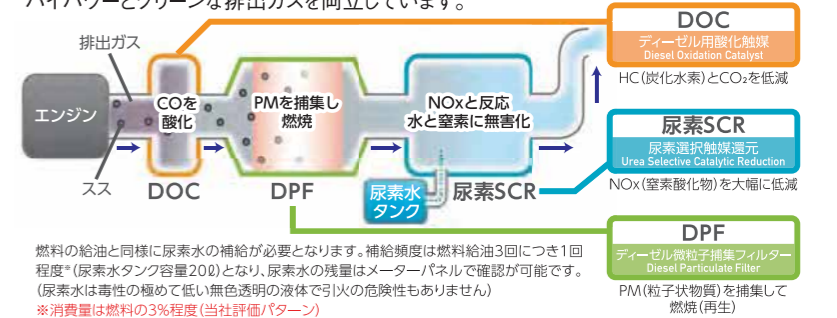 ハイパワーとクリーンな排出ガスを両立しています。
排出ガス
エンジン
スス
COを
酸化
DOC
PMを捕集し
燃焼
DPF
NOxと反応
水と窒素に無害化
尿素水
タンク
尿素SCR
DOC
ディーゼル用酸化触媒
Diesel Oxidation Catalyst
HC(炭化水素)とCO₂を低減
尿素SCR
尿素選択触媒還元
Urea Selective Catalytic Reduction
NOx(窒素酸化物)を大幅に低減
DPF
ディーゼル微粒子捕集フィルター
Diesel Particulate Filter
PM(粒子状物質)を捕集して
燃焼(再生)
燃料の給油と同様に尿素水の補給が必要となります。補給頻度は燃料給油3回につき1回
程度*(尿素水タンク容量20ℓ)となり、尿素水の残量はメーターパネルで確認が可能です。
(尿素水は毒性の極めて低い無色透明の液体で引火の危険性もありません)
※消費量は燃料の3%程度(当社評価パターン)